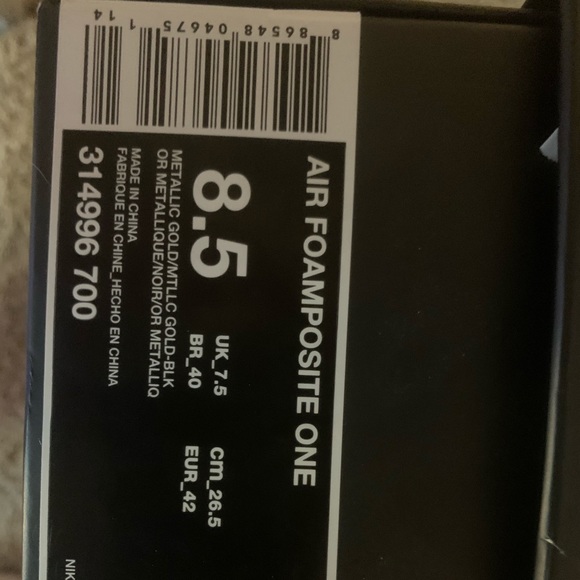 AIR FOAMPOSITE ONE
8.5
UK_7.5 cm_26.5
BR_40 EUR_42
METALLIC GOLD/MTLLC GOLD-BLK
OR METALLIQUE/NOIR/OR METALLIQ
MADE IN CHINA
FABRIQUE EN CHINE_HECHO EN CHINA
314996 700
8 86548 04675 1 14